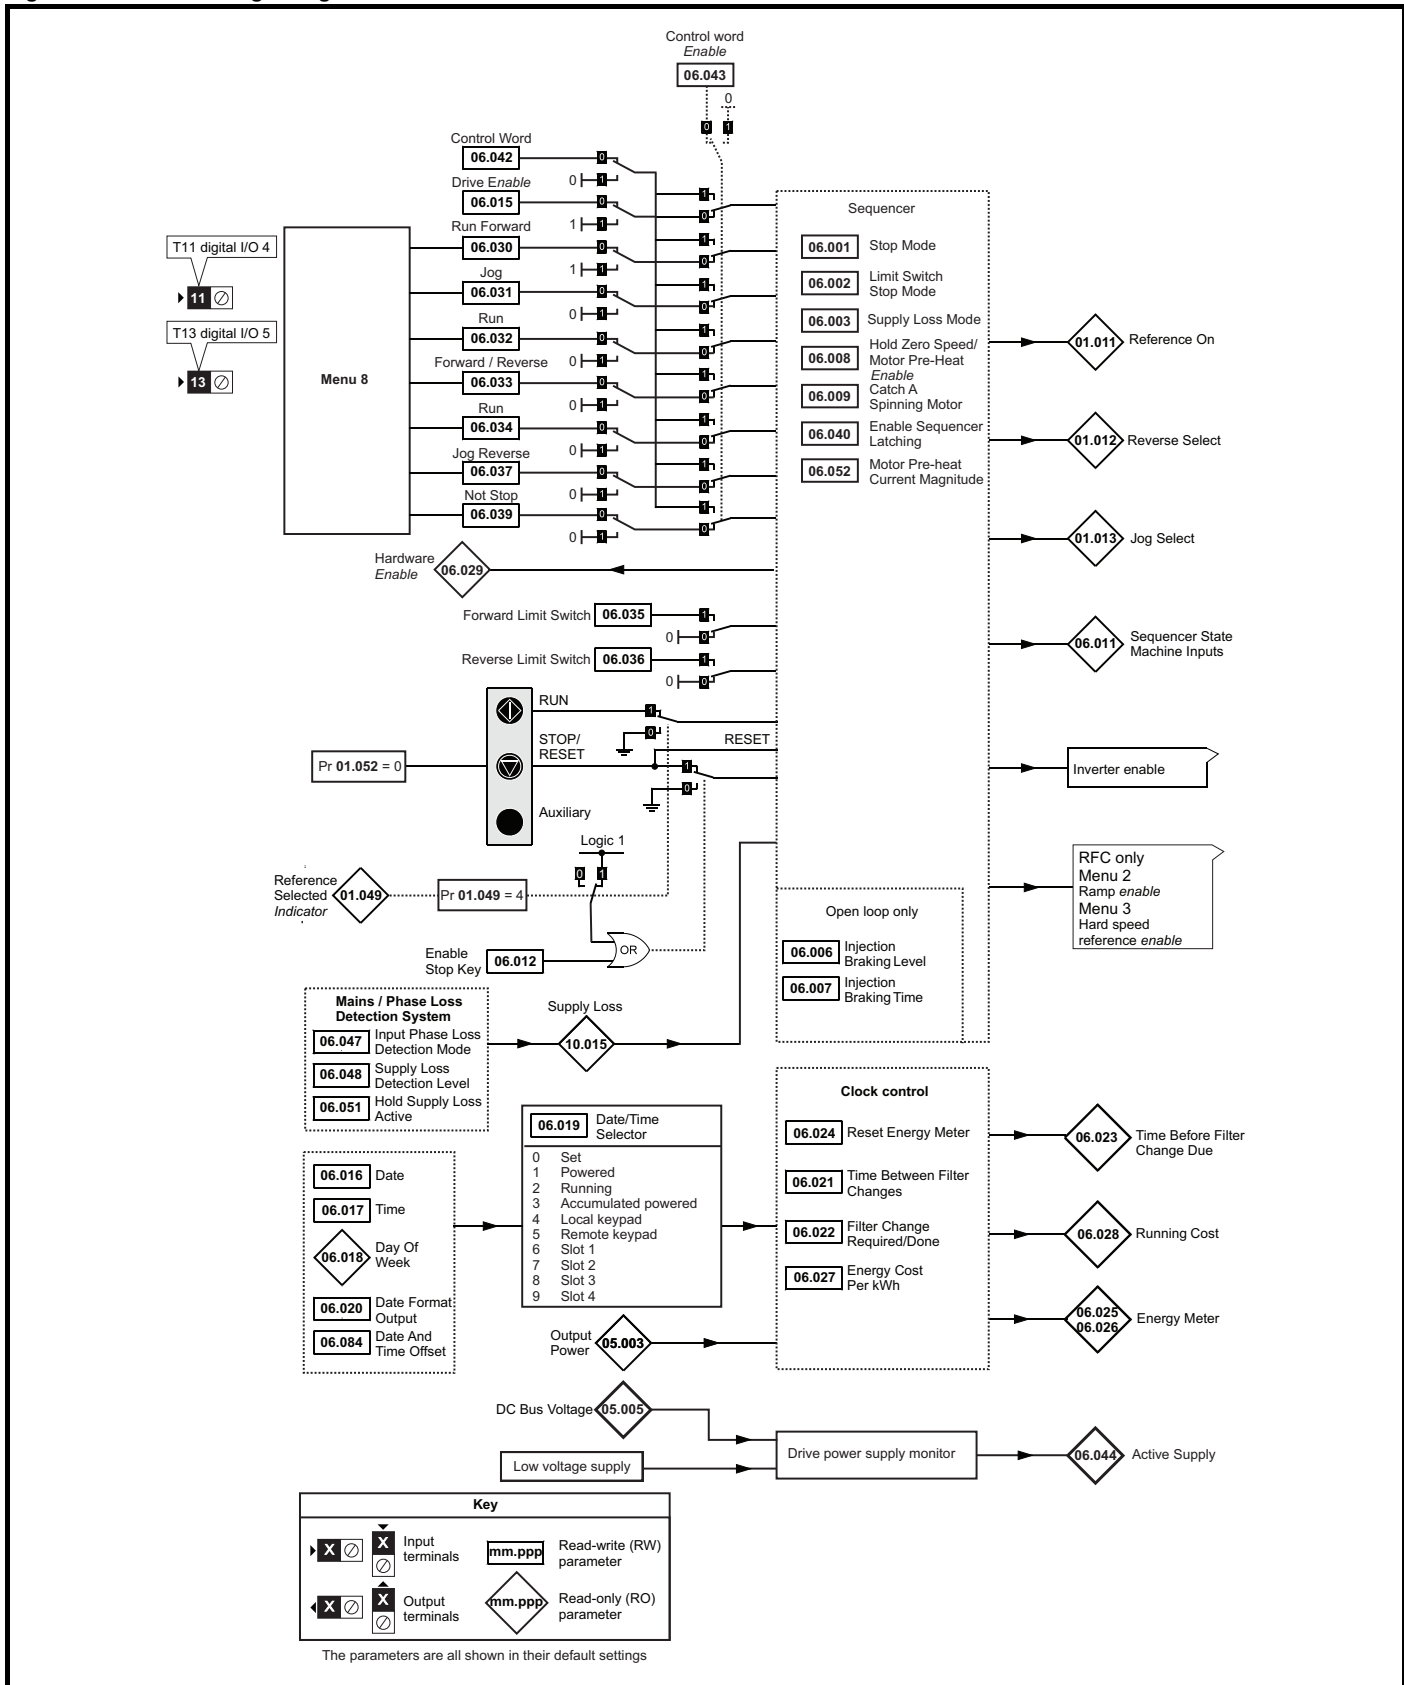 Control word
Enable
06.043
0
0 1
Control Word
06.042
0
0 1
Drive Enable
06.015
0
1 1
Run Forward
06.030
0
1 1
Jog
06.031
0
0 1
Run
06.032
0
0 1
Forward / Reverse
06.033
0
0 1
Run
06.034
0
0 1
Jog Reverse
06.037
0
0 1
Not Stop
06.039
0
0 1
1
0
1
0
1
0
1
0
1
0
1
0
1
0
1
0
T11 digital I/O 4
11
T13 digital I/O 5
13
Menu 8
Hardware
Enable
06.029
Forward Limit Switch 06.035 1
0 0
Reverse Limit Switch 06.036 1
0 0
RUN
1
0
STOP/
RESET
RESET
1
0
Pr 01.052 = 0
Auxiliary
Logic 1
0 1
Reference
Selected
Indicator
01.049
Pr 01.049 = 4
OR
Enable
Stop Key
06.012
Sequencer
06.001 Stop Mode
06.002 Limit Switch
Stop Mode
06.003 Supply Loss Mode
06.008 Hold Zero Speed/
Motor Pre-Heat
Enable
06.009 Catch A
Spinning Motor
06.040 Enable Sequencer
Latching
06.052 Motor Pre-heat
Current Magnitude
Open loop only
06.006 Injection
Braking Level
06.007 Injection
Braking Time
01.011 Reference On
01.012 Reverse Select
01.013 Jog Select
06.011 Sequencer State
Machine Inputs
Inverter enable
RFC only
Menu 2
Ramp enable
Menu 3
Hard speed
reference enable
Mains / Phase Loss
Detection System
06.047 Input Phase Loss
Detection Mode
06.048 Supply Loss
Detection Level
06.051 Hold Supply Loss
Active
Supply Loss
10.015
06.016 Date
06.017 Time
06.018 Day Of
Week
06.020 Date Format
Output
06.084 Date And
Time Offset
06.019 Date/Time
Selector
0 Set
1 Powered
2 Running
3 Accumulated powered
4 Local keypad
5 Remote keypad
6 Slot 1
7 Slot 2
8 Slot 3
9 Slot 4
Output
Power
05.003
Clock control
06.024 Reset Energy Meter
06.021 Time Between Filter
Changes
06.022 Filter Change
Required/Done
06.027 Energy Cost
Per kWh
06.023 Time Before Filter
Change Due
06.028 Running Cost
06.025
06.026
Energy Meter
DC Bus Voltage 05.005
Low voltage supply
Drive power supply monitor
06.044 Active Supply
Key
X X Input
terminals
mm.ppp Read-write (RW)
parameter
X X Output
terminals
mm.ppp Read-only (RO)
parameter
The parameters are all shown in their default settings